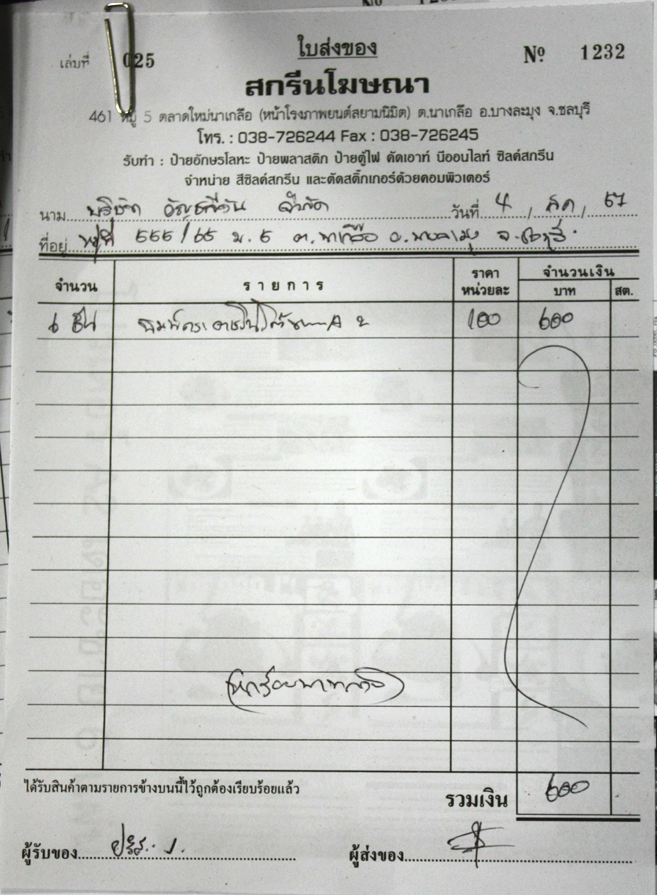 ใบส่งของ
เล่มที่ 025 Nº 1232
สกรีนโฆษณา
461 หมู่ 5 ตลาดใหม่นาเกลือ (หน้าโรงภาพยนต์สยามนิมิต) ต.นาเกลือ อ.บางละมุง จ.ชลบุรี
โทร. : 038-726244 Fax : 038-726245
รับทำ : ป้ายอักษรโลหะ ป้ายพลาสติก ป้ายตู้ไฟ คัดเอาท์ นีออนไลท์ ซิลค์สกรีน
จำหน่าย สีซิลค์สกรีน และตัดสติ๊กเกอร์ด้วยคอมพิวเตอร์
นาม บริษัท จำกัด วันที่ 4 / สค / 57
ที่อยู่ 555/65 ม.5 ต.นาเกลือ อ.บางละมุง จ.ชลบุรี
จำนวน รายการ ราคาหน่วยละ จำนวนเงิน บาท สต.
6 A2 100 600
(หกร้อยบาทถ้วน)
ได้รับสินค้าตามรายการข้างบนนี้ไว้ถูกต้องเรียบร้อยแล้ว
รวมเงิน 600
ผู้รับของ ผู้ส่งของ